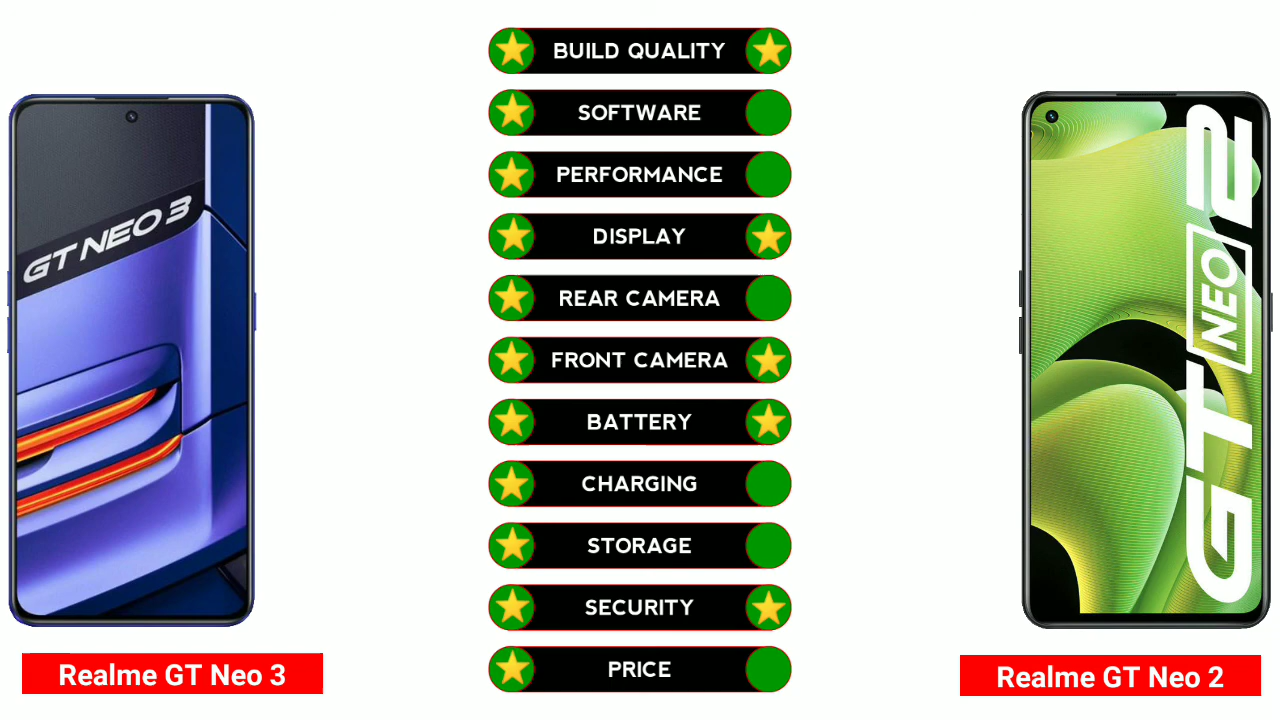 BUILD QUALITY
SOFTWARE
PERFORMANCE
DISPLAY
REAR CAMERA
FRONT CAMERA
BATTERY
CHARGING
STORAGE
SECURITY
PRICE
GT NEO 3
Realme GT Neo 3
GT NEO 2
Realme GT Neo 2